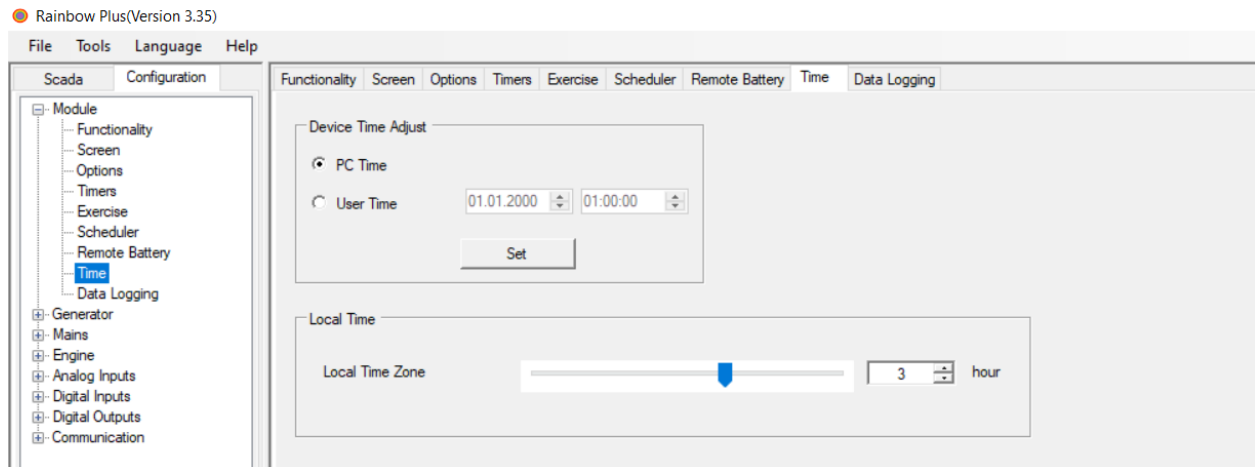 Rainbow Plus(Version 3.35)
File Tools Language Help
Scada Configuration
Module
Functionality
Screen
Options
Timers
Exercise
Scheduler
Remote Battery
Time
Data Logging
Generator
Mains
Engine
Analog Inputs
Digital Inputs
Digital Outputs
Communication
Functionality Screen Options Timers Exercise Scheduler Remote Battery Time Data Logging
Device Time Adjust
PC Time
User Time 01.01.2000 01:00:00
Set
Local Time
Local Time Zone 3 hour